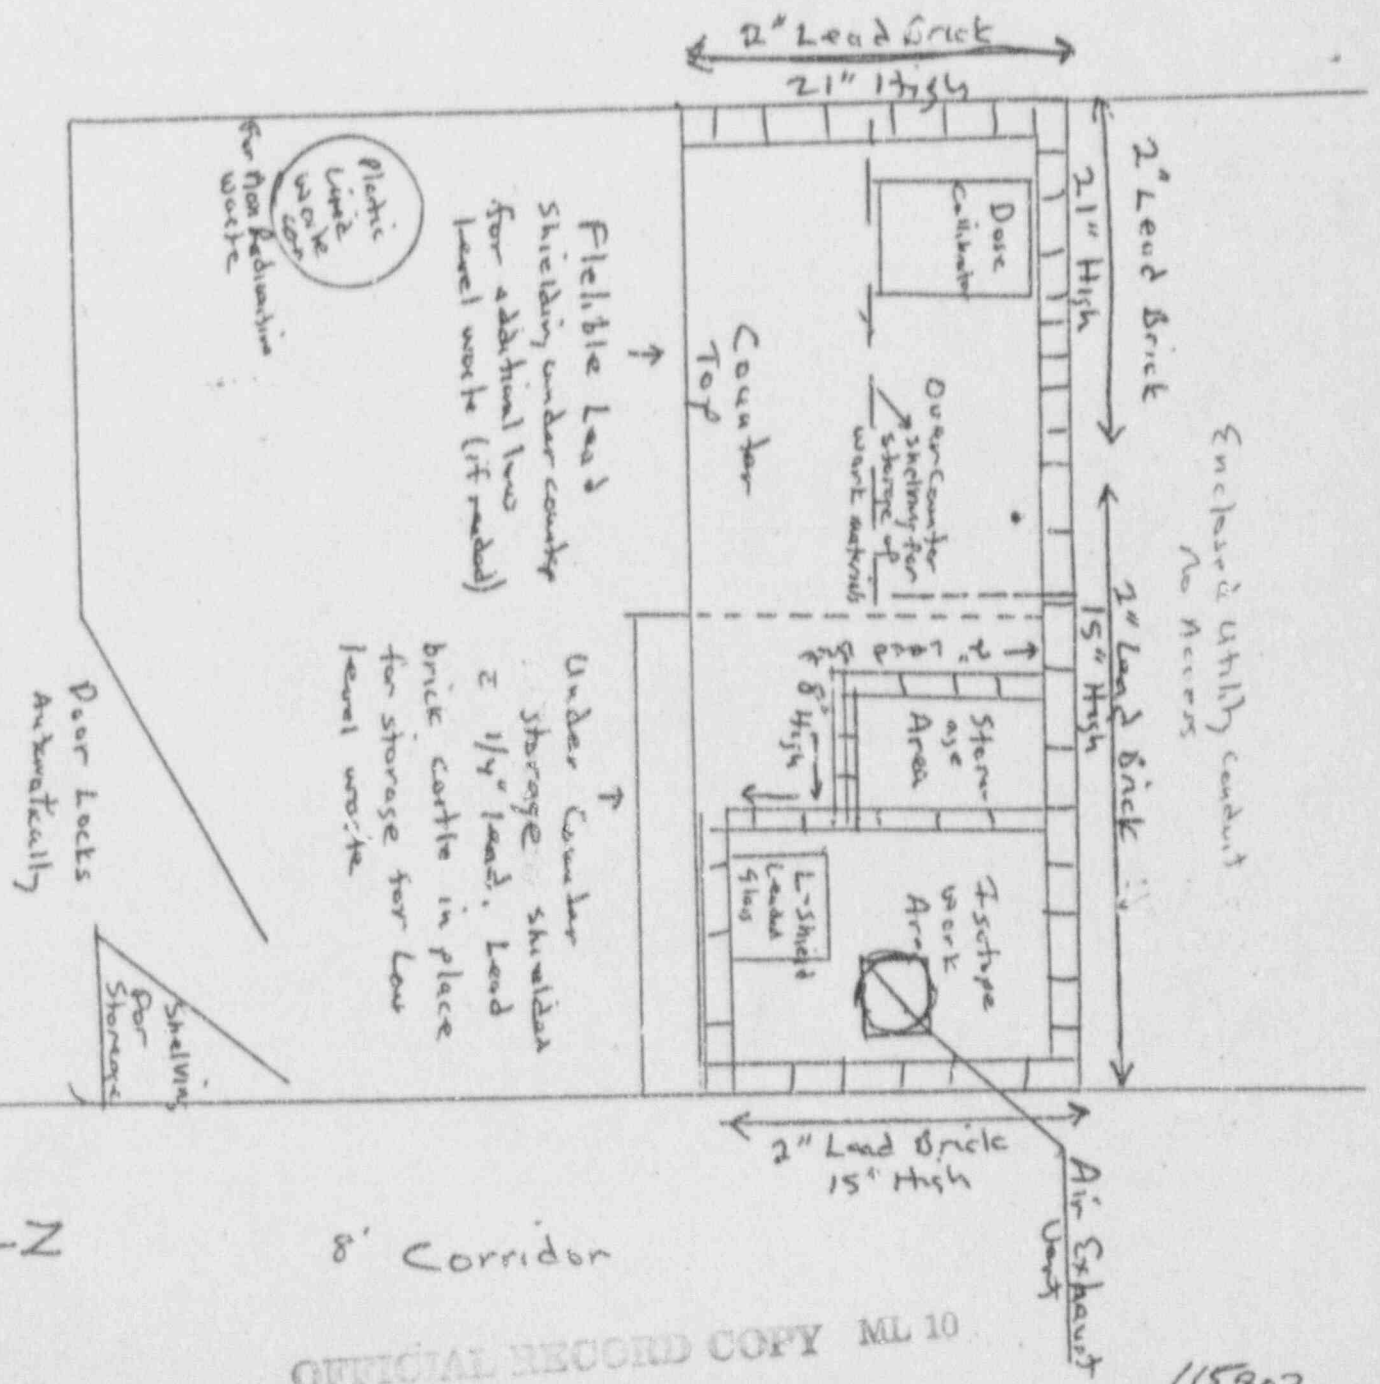 2" Lead Brick
21" High
2" Lead Brick
21" High
Enclosed Utility Conduit
No Access
Plastic
Lined
Waste
Can
For Non Radioactive
Waste
Dose
Callibrator
Flelible Lead
Shielding under counter
for additional low
Level waste (if needed)
Counter
Top
Over Counter
Shelving for
storage of
work materials
2" Lead Brick
15" High
8" High
Storage
Area
Under Counter
storage shielded
1/4" lead. Lead
brick castle in place
for storage for Low
level waste
L-Shield
Leaded
Glass
Isotope
Work
Area
Door Locks
Automatically
Shelving
For
Storage
2" Lead Brick
15" High
Air Exhaust
Vent
N
8' Corridor
OFFICIAL RECORD COPY ML 10